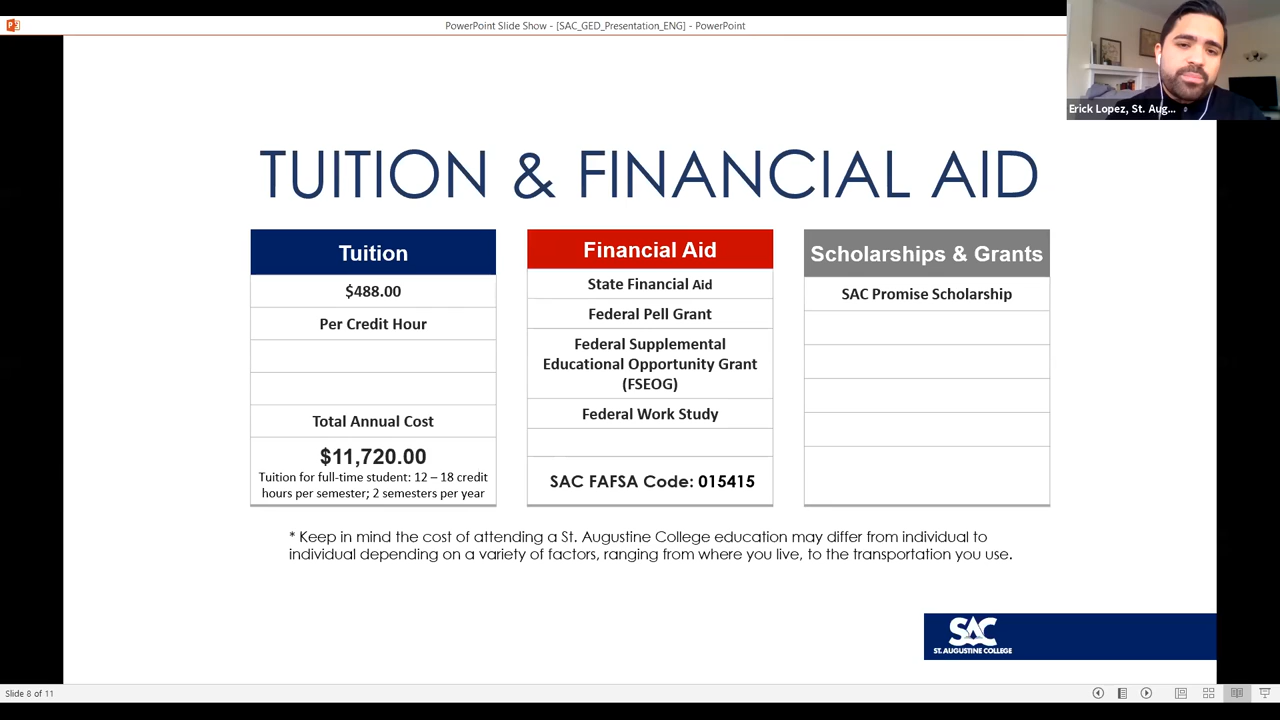 PowerPoint Slide Show - [SAC_GED_Presentation_ENG] - PowerPoint
Erick Lopez, St. Aug...
TUITION & FINANCIAL AID
Tuition
$488.00
Per Credit Hour
Total Annual Cost
$11,720.00
Tuition for full-time student: 12 – 18 credit
hours per semester; 2 semesters per year
Financial Aid
State Financial Aid
Federal Pell Grant
Federal Supplemental
Educational Opportunity Grant
(FSEOG)
Federal Work Study
SAC FAFSA Code: 015415
Scholarships & Grants
SAC Promise Scholarship
* Keep in mind the cost of attending a St. Augustine College education may differ from individual to
individual depending on a variety of factors, ranging from where you live, to the transportation you use.
SAC
ST. AUGUSTINE COLLEGE
Slide 8 of 11